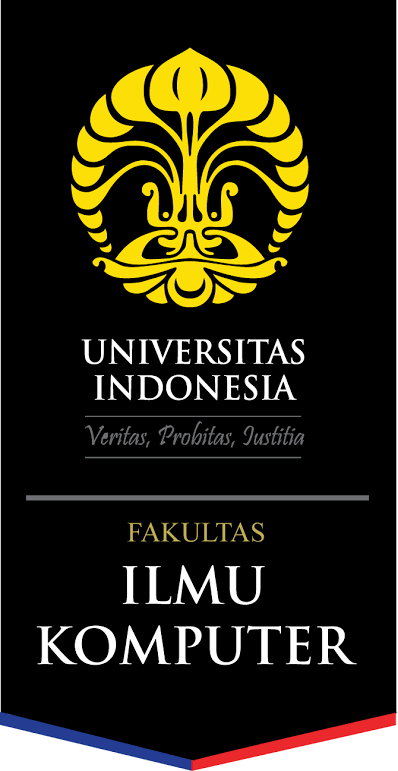 UNIVERSITAS
INDONESIA
Veritas, Probitas, Iustitia
FAKULTAS
ILMU
KOMPUTER